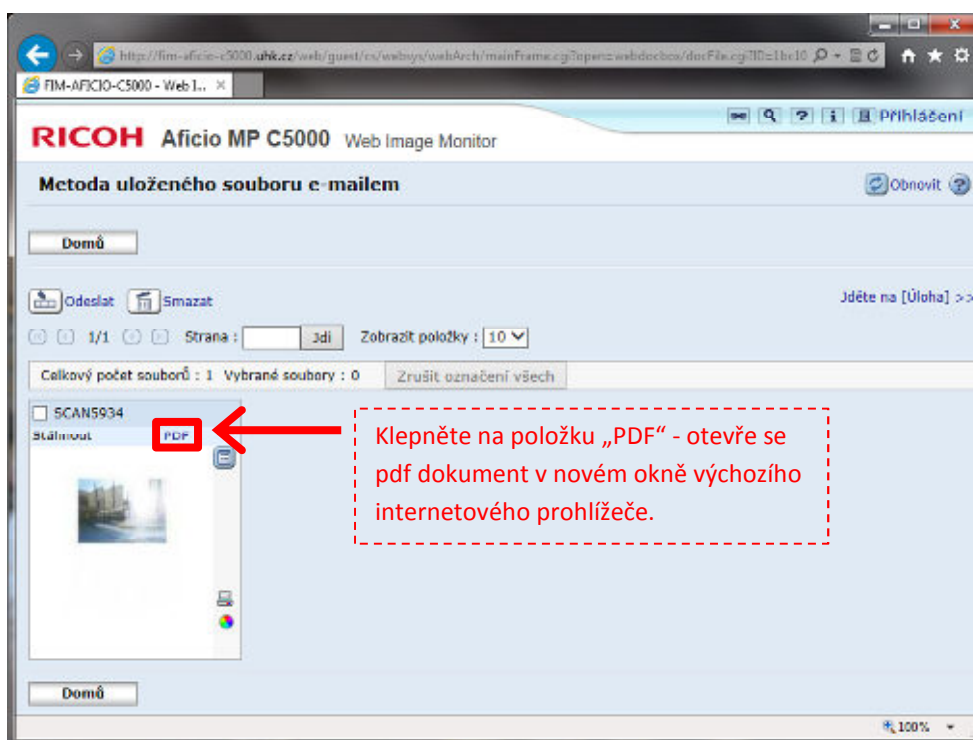 http://fim-aficio-c5000.uhk.cz/web/guest/cs/websys/webArch/mainFrame.cgi?open=websdocbox/docFile.cgi?ID=1bc10
FIM-AFICIO-C5000 - Web I... ×
Přihlášení
RICOH Aficio MP C5000 Web Image Monitor
Metoda uloženého souboru e-mailem
Obnovit
Domů
Odeslat Smazat
Jděte na [Úloha] >>
1/1 Strana : Jdi Zobrazit položky : 10
Celkový počet souborů : 1 Vybrané soubory : 0 Zrušit označení všech
SCAN5934
Stáhnout PDF
Klepněte na položku „PDF“ - otevře se
pdf dokument v novém okně výchozího
internetového prohlížeče.
Domů
100%